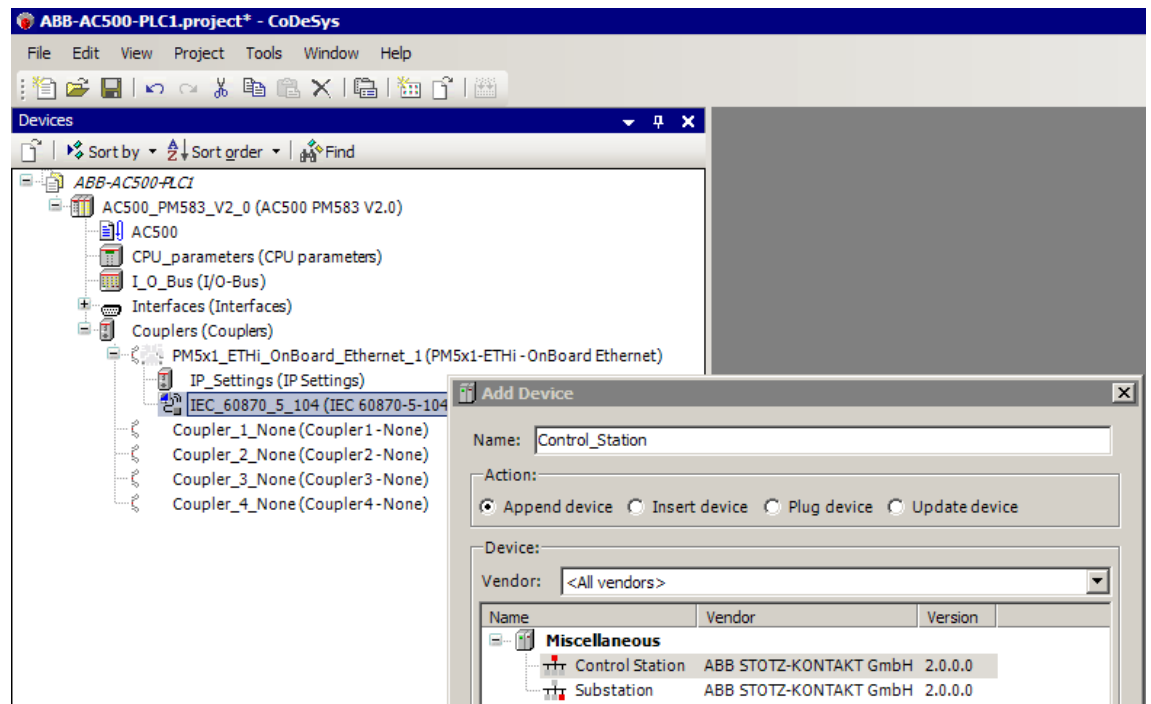 ABB-AC500-PLC1.project* - CoDeSys
File Edit View Project Tools Window Help
Devices
Sort by Sort order Find
ABB-AC500-PLC1
AC500_PM583_V2_0 (AC500 PM583 V2.0)
AC500
CPU_parameters (CPU parameters)
I_O_Bus (I/O-Bus)
Interfaces (Interfaces)
Couplers (Couplers)
PM5x1_ETHi_OnBoard_Ethernet_1 (PM5x1-ETHi - OnBoard Ethernet)
IP_Settings (IP Settings)
IEC_60870_5_104 (IEC 60870-5-104
Coupler_1_None (Coupler1 - None)
Coupler_2_None (Coupler2 - None)
Coupler_3_None (Coupler3 - None)
Coupler_4_None (Coupler4 - None)
Add Device
Name: Control_Station
Action:
Append device Insert device Plug device Update device
Device:
Vendor: <All vendors>
Name Vendor Version
Miscellaneous
Control Station ABB STOTZ-KONTAKT GmbH 2.0.0.0
Substation ABB STOTZ-KONTAKT GmbH 2.0.0.0